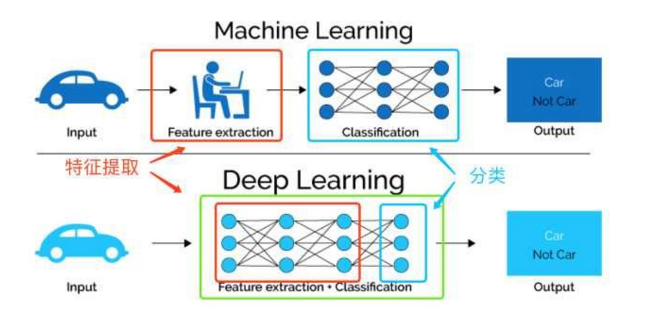 Machine Learning
Car
Not Car
Input
Feature extraction
Classification
Output
特征提取
Deep Learning
分类
Car
Not Car
Input
Feature extraction + Classification
Output